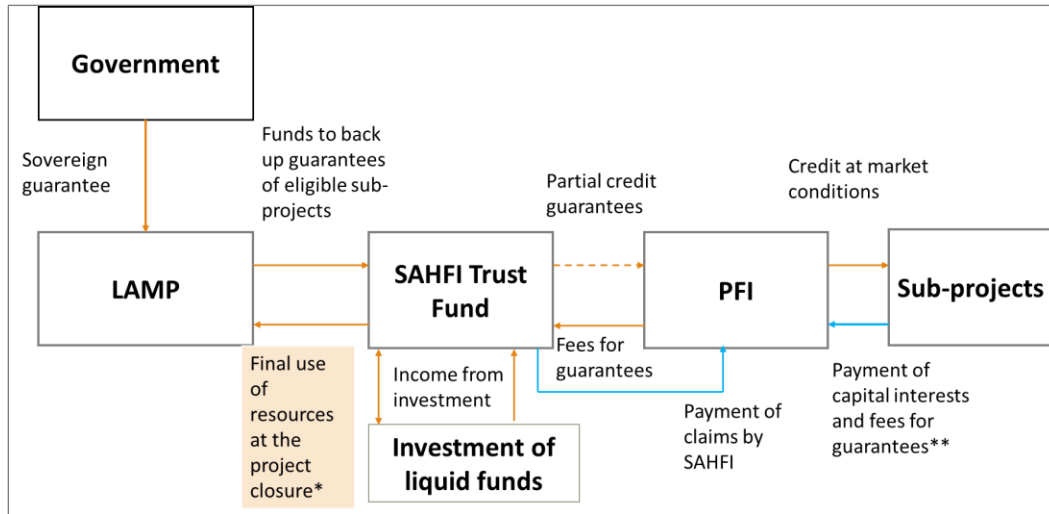 Government
Sovereign
guarantee
Funds to back
up guarantees
of eligible sub-
projects
Partial credit
guarantees
Credit at market
conditions
LAMP
SAHFI Trust
Fund
PFI
Sub-projects
Final use
of
resources
at the
project
closure*
Income from
investment
Fees for
guarantees
Payment of
claims by
SAHFI
Payment of
capital interests
and fees for
guarantees**
Investment of
liquid funds